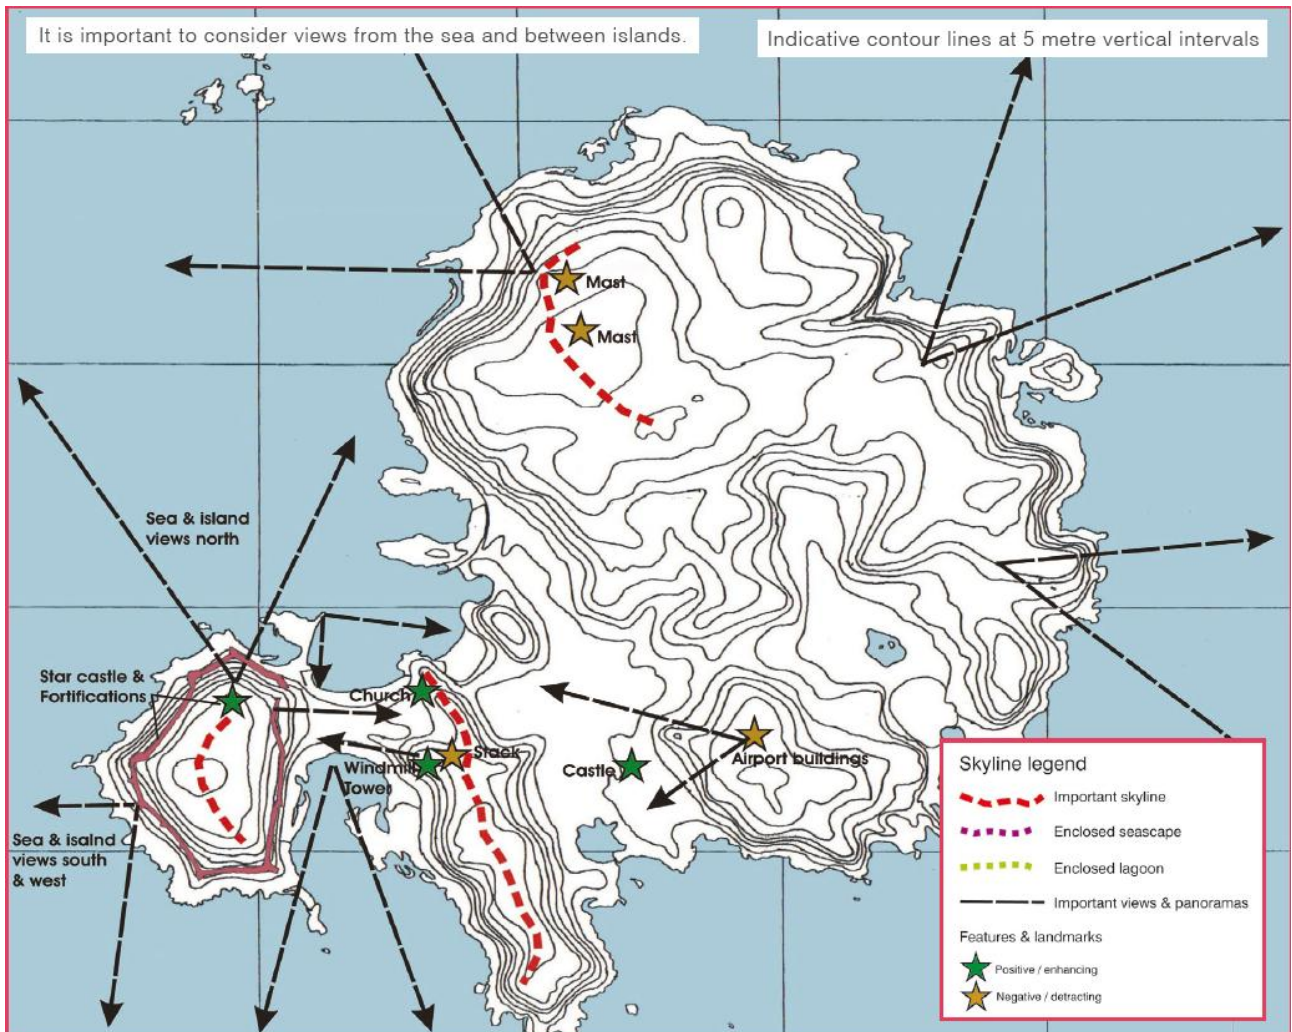 It is important to consider views from the sea and between islands.
Indicative contour lines at 5 metre vertical intervals
Mast
Mast
Sea & island
views north
Star castle &
Fortifications
Church
Stack
Windmill
Tower
Castle
Airport buildings
Sea & isalnd
views south
& west
Skyline legend
Important skyline
Enclosed seascape
Enclosed lagoon
Important views & panoramas
Features & landmarks
Positive / enhancing
Negative / detracting